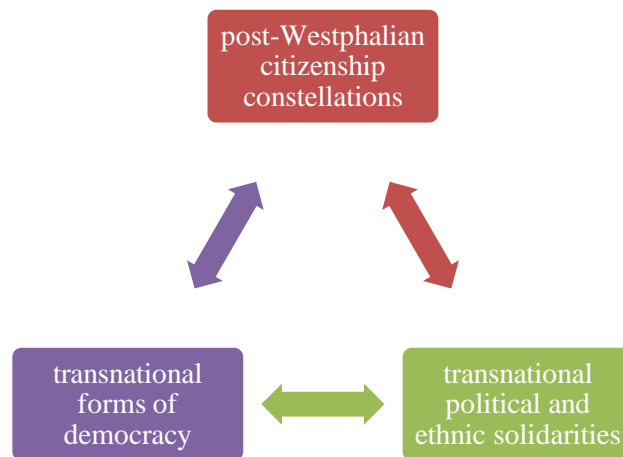 post-Westphalian
citizenship
constellations
transnational
forms of
democracy
transnational
political and
ethnic solidarities